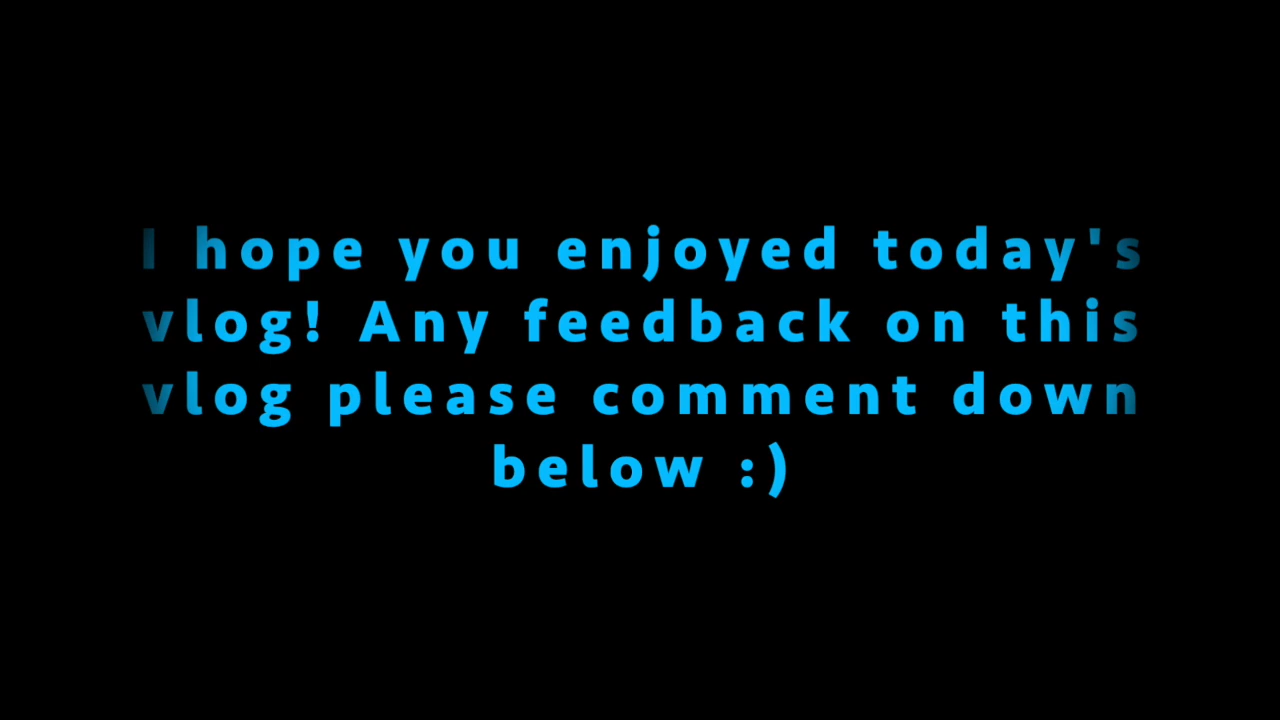 I hope you enjoyed today's
vlog! Any feedback on this
vlog please comment down
below :)